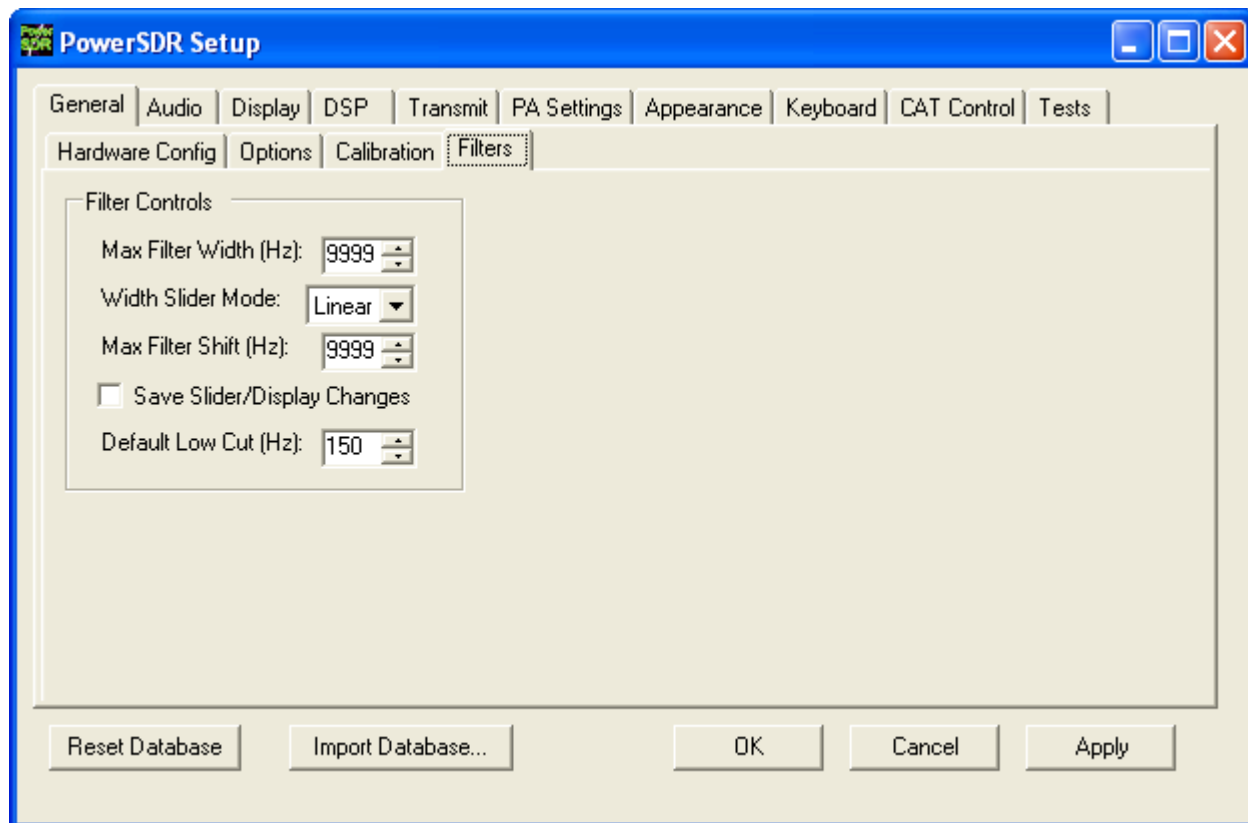 Power SDR PowerSDR Setup
General Audio Display DSP Transmit PA Settings Appearance Keyboard CAT Control Tests
Hardware Config Options Calibration Filters
Filter Controls
Max Filter Width (Hz): 9999
Width Slider Mode: Linear
Max Filter Shift (Hz): 9999
Save Slider/Display Changes
Default Low Cut (Hz): 150
Reset Database Import Database... OK Cancel Apply